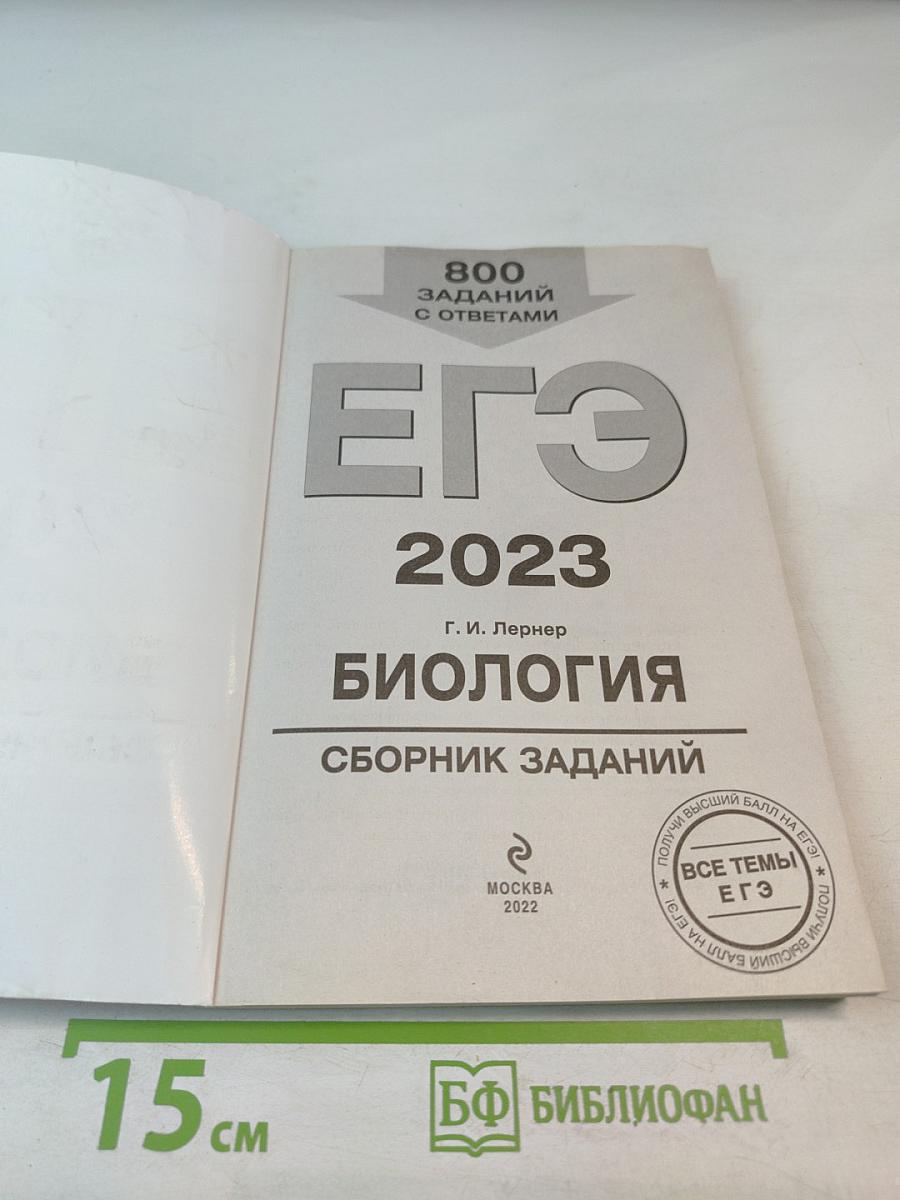 800
ЗАДАНИЙ
С ОТВЕТАМИ
ЕГЭ
2023
Г. И. Лернер
БИОЛОГИЯ
СБОРНИК ЗАДАНИЙ
МОСКВА
2022
ПОЛУЧИ ВЫСШИЙ БАЛЛ НА ЕГЭ! * ПОЛУЧИ ВЫСШИЙ БАЛЛ НА ЕГЭ! *
ВСЕ ТЕМЫ
ЕГЭ
15 см
БФ БИБЛИОФАН